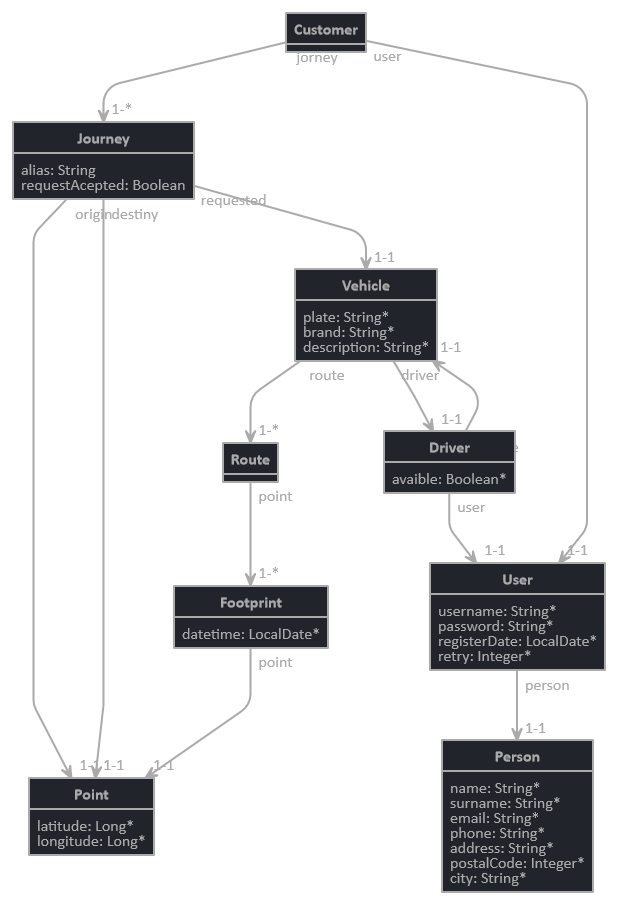 Customer
jorney
user
1-*
Journey
alias: String
requestAcepted: Boolean
origin
destiny
requested
1-1
Vehicle
plate: String*
brand: String*
description: String*
1-1
route
driver
1-*
1-1
Route
Driver
avaible: Boolean*
point
user
1-*
1-1
1-1
Footprint
datetime: LocalDate*
User
username: String*
password: String*
registerDate: LocalDate*
retry: Integer*
point
person
1-1
1-1
1-1
1-1
Point
latitude: Long*
longitude: Long*
Person
name: String*
surname: String*
email: String*
phone: String*
address: String*
postalCode: Integer*
city: String*